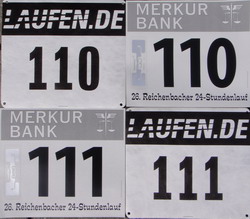 LAUFEN.DE
110
MERKUR
BANK
110
26. Reichenbacher 24-Stundenlauf
MERKUR
BANK
111
26. Reichenbacher 24-Stundenlauf
LAUFEN.DE
111